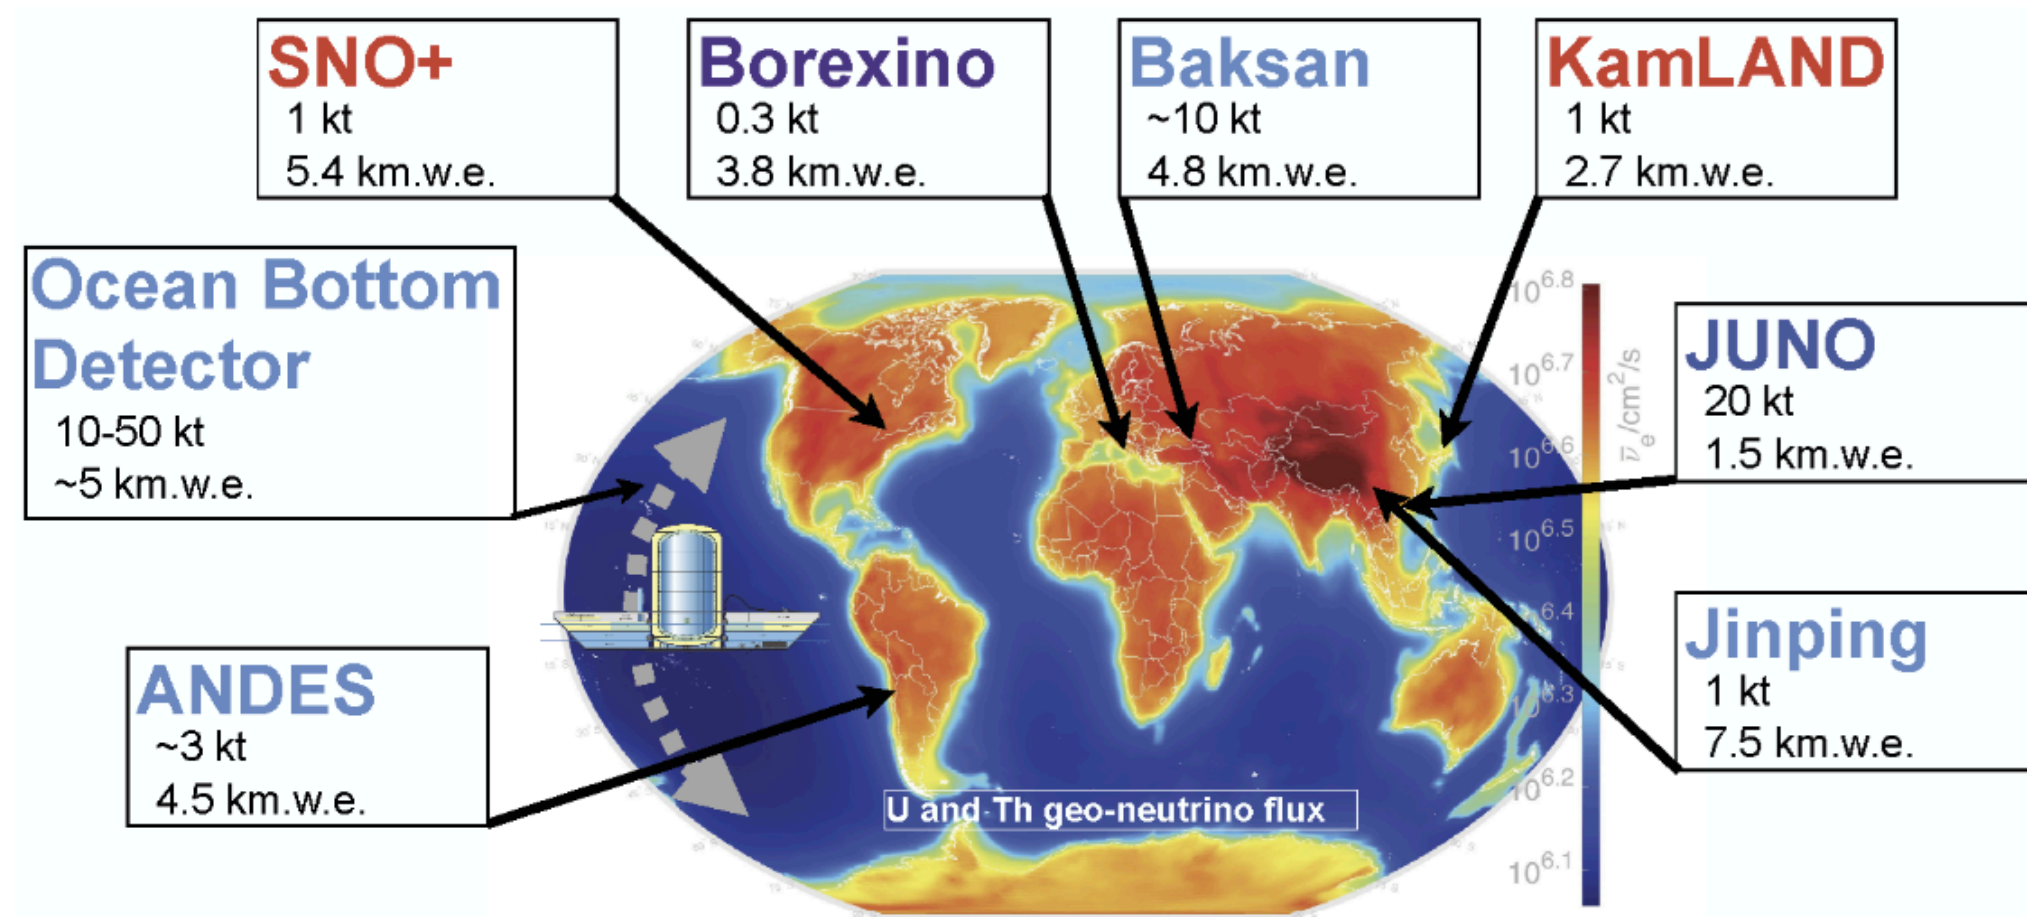 SNO+
1 kt
5.4 km.w.e.
Borexino
0.3 kt
3.8 km.w.e.
Baksan
~10 kt
4.8 km.w.e.
KamLAND
1 kt
2.7 km.w.e.
Ocean Bottom
Detector
10-50 kt
~5 km.w.e.
JUNO
20 kt
1.5 km.w.e.
ANDES
~3 kt
4.5 km.w.e.
Jinping
1 kt
7.5 km.w.e.
U and Th geo-neutrino flux
10^6.8
10^6.7
10^6.6
10^6.5
10^6.4
10^6.3
10^6.2
10^6.1
ν̅e/cm²/s